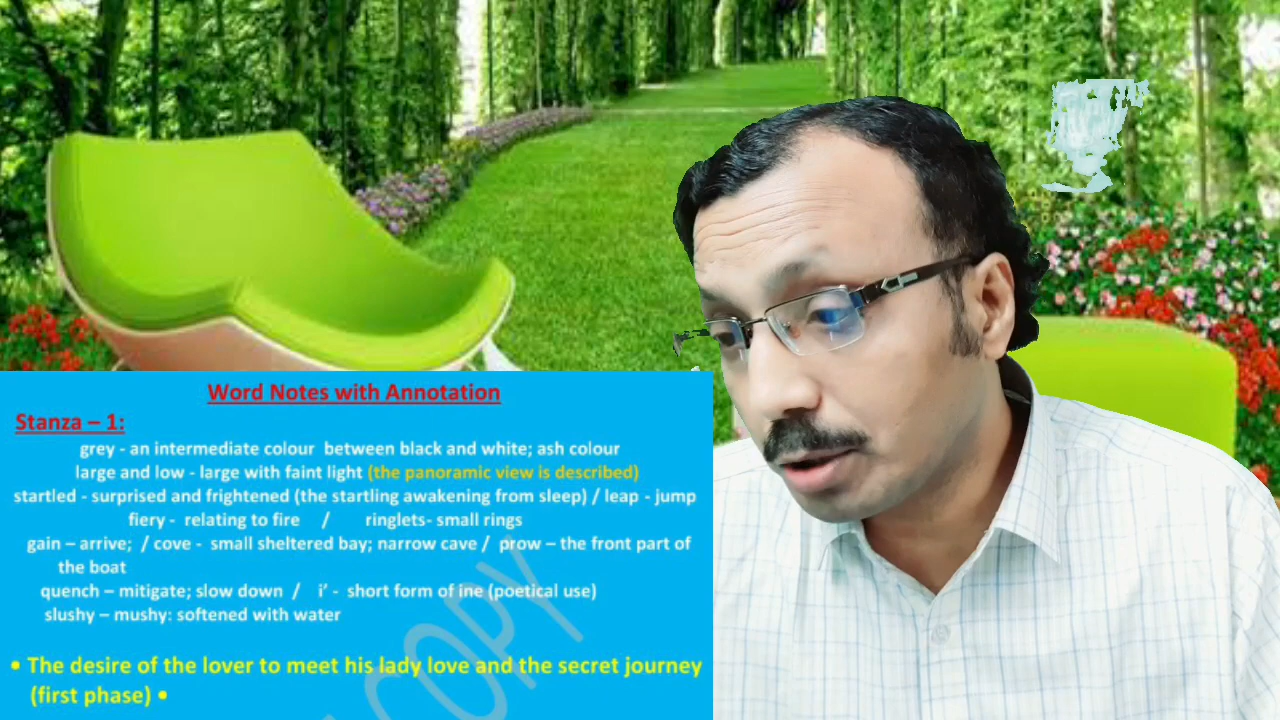 Word Notes with Annotation
Stanza – 1:
grey - an intermediate colour between black and white; ash colour
large and low - large with faint light (the panoramic view is described)
startled - surprised and frightened (the startling awakening from sleep) / leap - jump
fiery - relating to fire / ringlets- small rings
gain – arrive; / cove - small sheltered bay; narrow cave / prow – the front part of
the boat
quench – mitigate; slow down / i' - short form of ine (poetical use)
slushy – mushy: softened with water
• The desire of the lover to meet his lady love and the secret journey
(first phase) •
COPY